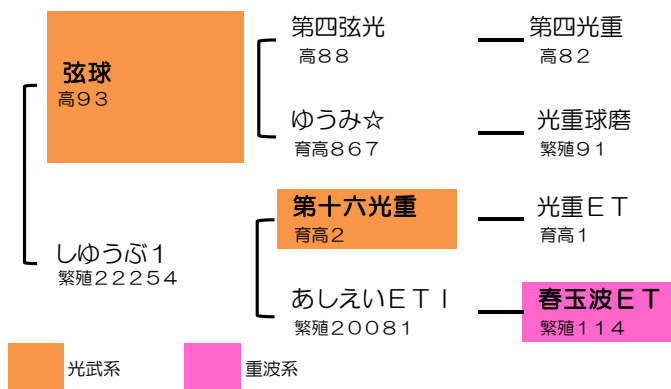 第四弦光
高８８
第四光重
高８２
弦球
高９３
ゆうみ☆
育高８６７
光重球磨
繁殖９１
第十六光重
育高２
光重ＥＴ
育高１
しゆうぶ１
繁殖２２２５４
あしえいＥＴⅠ
繁殖２００８１
春玉波ＥＴ
繁殖１１４
光武系
重波系